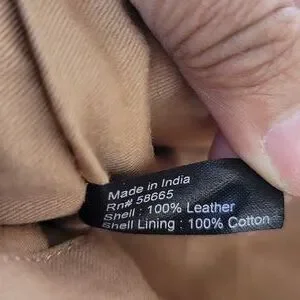 Made in India
Rn# 58665
Shell : 100% Leather
Shell Lining : 100% Cotton